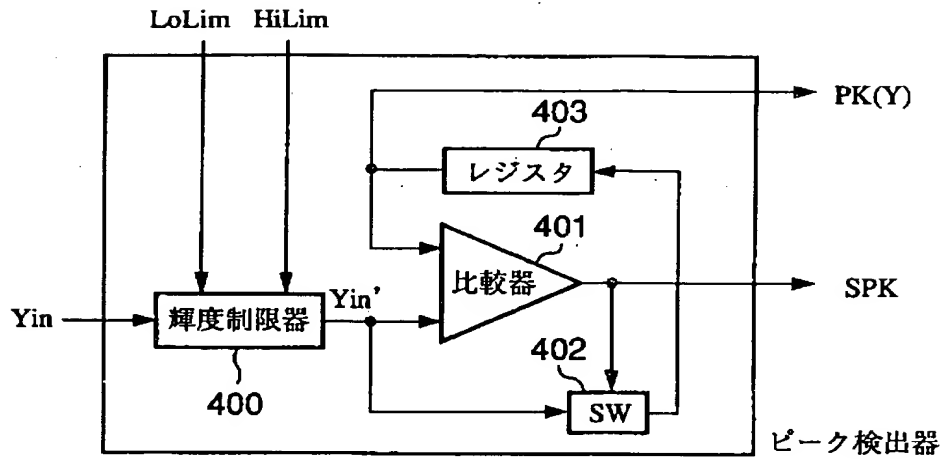 LoLim HiLim
PK(Y)
403
レジスタ
401
比較器
SPK
Yin
輝度制限器
Yin'
400
402
SW
ピーク検出器